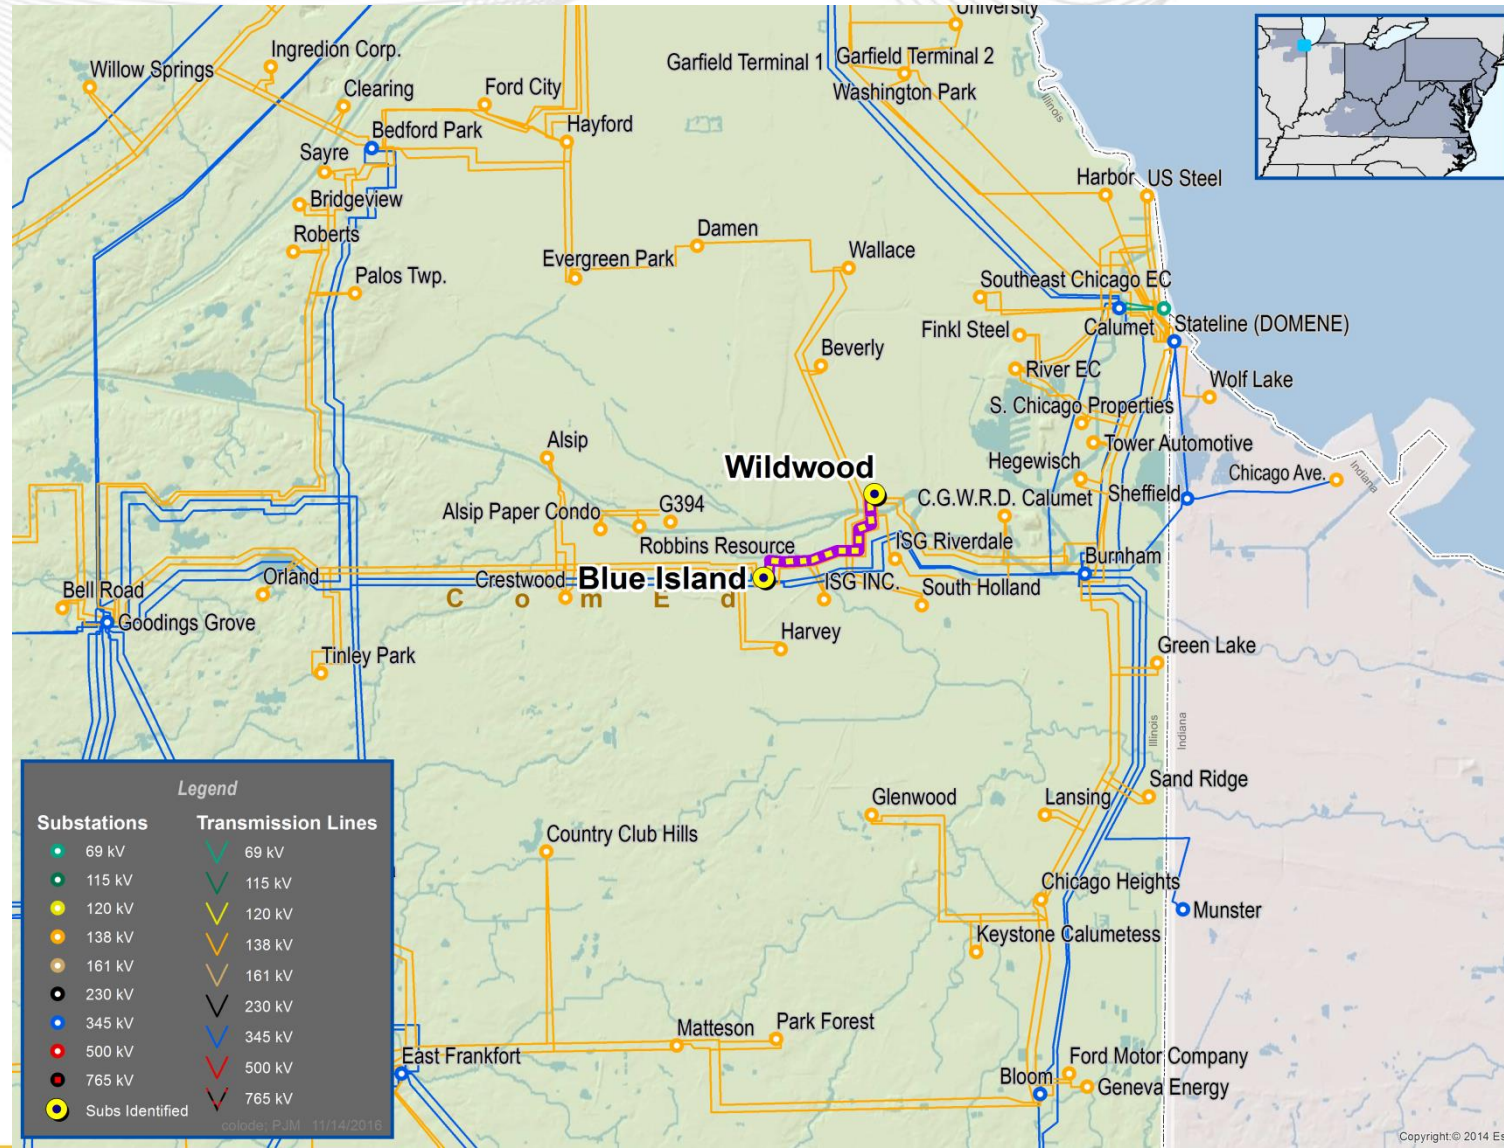 University
Ingredion Corp.
Willow Springs
Garfield Terminal 1
Garfield Terminal 2
Clearing
Ford City
Washington Park
Illinois
Bedford Park
Hayford
Sayre
Harbor
US Steel
Bridgeview
Roberts
Damen
Evergreen Park
Wallace
Palos Twp.
Southeast Chicago EC
Finkl Steel
Calumet
Stateline (DOMENE)
Beverly
River EC
Wolf Lake
S. Chicago Properties
Alsip
Tower Automotive
Wildwood
Hegewisch
Chicago Ave.
Indiana
C.G.W.R.D. Calumet
Sheffield
Alsip Paper Condo
G394
Robbins Resource
ISG Riverdale
Burnham
Bell Road
Orland
Crestwood
Blue Island
ISG INC.
South Holland
C o m E d
Goodings Grove
Harvey
Tinley Park
Green Lake
Illinois
Indiana
Sand Ridge
Glenwood
Lansing
Country Club Hills
Chicago Heights
Munster
Keystone Calumetess
Matteson
Park Forest
East Frankfort
Ford Motor Company
Bloom
Geneva Energy
Legend
Substations
Transmission Lines
69 kV
69 kV
115 kV
115 kV
120 kV
120 kV
138 kV
138 kV
161 kV
161 kV
230 kV
230 kV
345 kV
345 kV
500 kV
500 kV
765 kV
765 kV
Subs Identified
colode; PJM 11/14/2016
Copyright:© 2014 Es